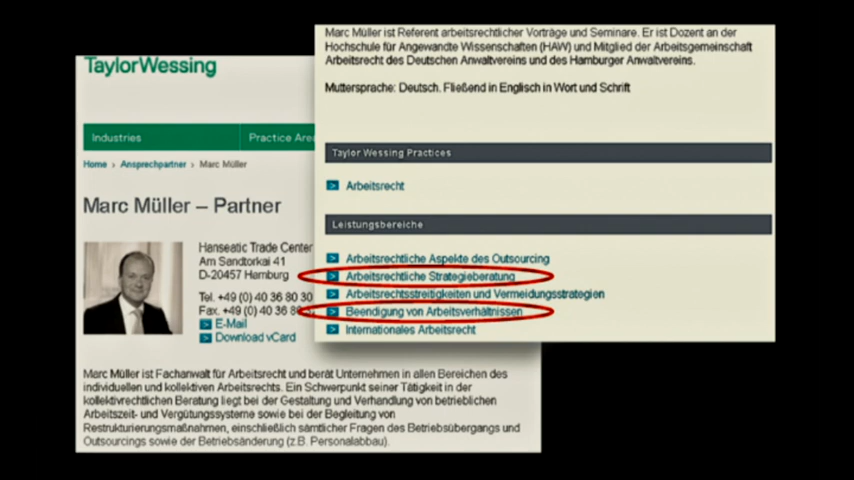 TaylorWessing
Industries
Practice Area
Home > Ansprechpartner > Marc Müller
Marc Müller – Partner
Hanseatic Trade Center
Am Sandtorkai 41
D-20457 Hamburg
Tel. +49 (0) 40 36 80 30
Fax. +49 (0) 40 36 80
E-Mail
Download vCard
Marc Müller ist Fachanwalt für Arbeitsrecht und berät Unternehmen in allen Bereichen des
individuellen und kollektiven Arbeitsrechts. Ein Schwerpunkt seiner Tätigkeit in der
kollektivrechtlichen Beratung liegt bei der Gestaltung und Verhandlung von betrieblichen
Arbeitszeit- und Vergütungssysteme sowie bei der Begleitung von
Restrukturierungsmaßnahmen, einschließlich sämtlicher Fragen des Betriebsübergangs und
Outsourcings sowie der Betriebsänderung (z.B. Personalabbau).
Marc Müller ist Referent arbeitsrechtlicher Vorträge und Seminare. Er ist Dozent an der
Hochschule für Angewandte Wissenschaften (HAW) und Mitglied der Arbeitsgemeinschaft
Arbeitsrecht des Deutschen Anwaltvereins und des Hamburger Anwaltvereins.
Muttersprache: Deutsch. Fließend in Englisch in Wort und Schrift
Taylor Wessing Practices
Arbeitsrecht
Leistungsbereiche
Arbeitsrechtliche Aspekte des Outsourcing
Arbeitsrechtliche Strategieberatung
Arbeitsrechtsstreitigkeiten und Vermeidungsstrategien
Beendigung von Arbeitsverhältnissen
Internationales Arbeitsrecht